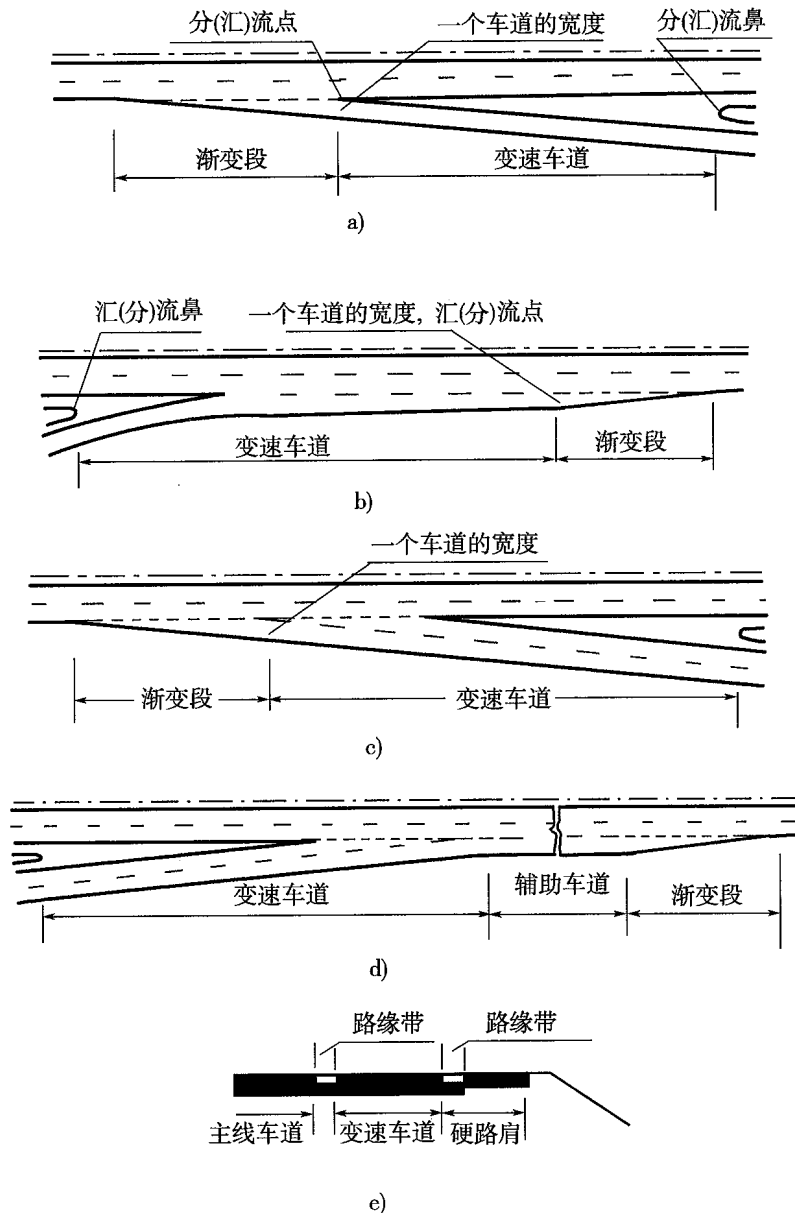 分(汇)流点
一个车道的宽度
分(汇)流鼻
渐变段
变速车道
a)
汇(分)流鼻
一个车道的宽度, 汇(分)流点
变速车道
渐变段
b)
一个车道的宽度
渐变段
变速车道
c)
变速车道
辅助车道
渐变段
d)
路缘带
路缘带
主线车道
变速车道
硬路肩
e)